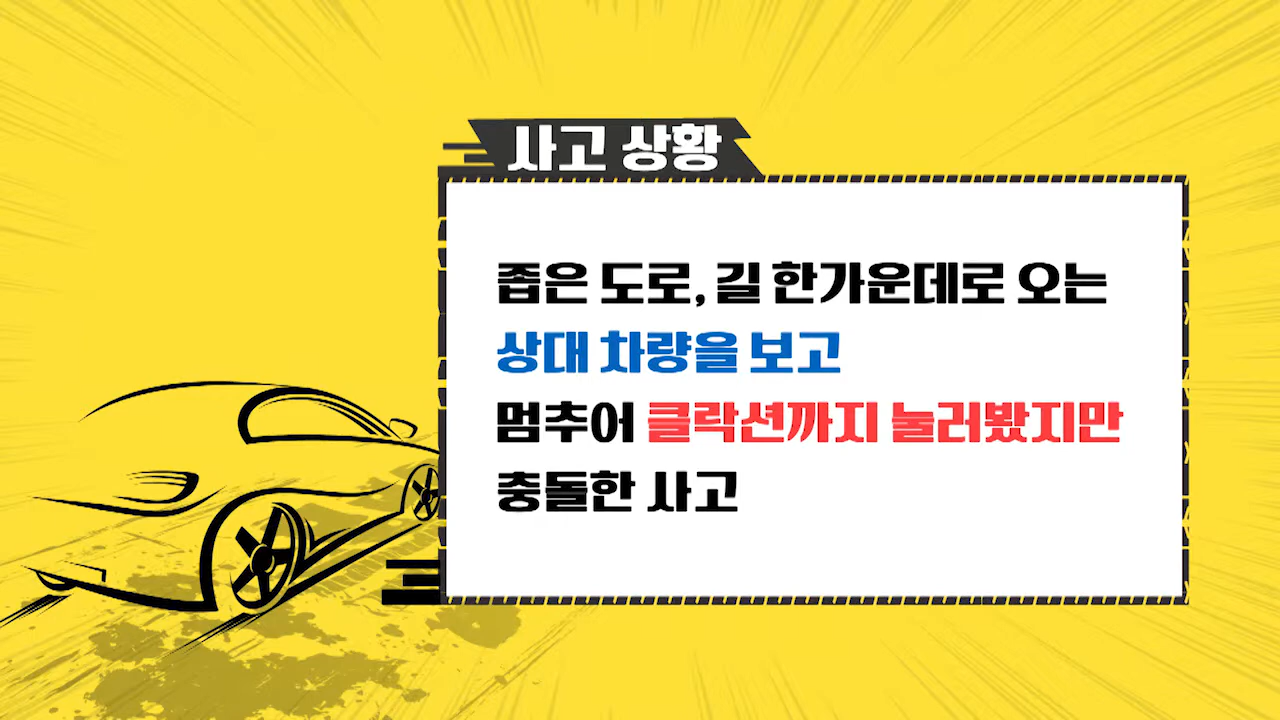 사고 상황
좁은 도로, 길 한가운데로 오는
상대 차량을 보고
멈추어 클락션까지 눌러봤지만
충돌한 사고